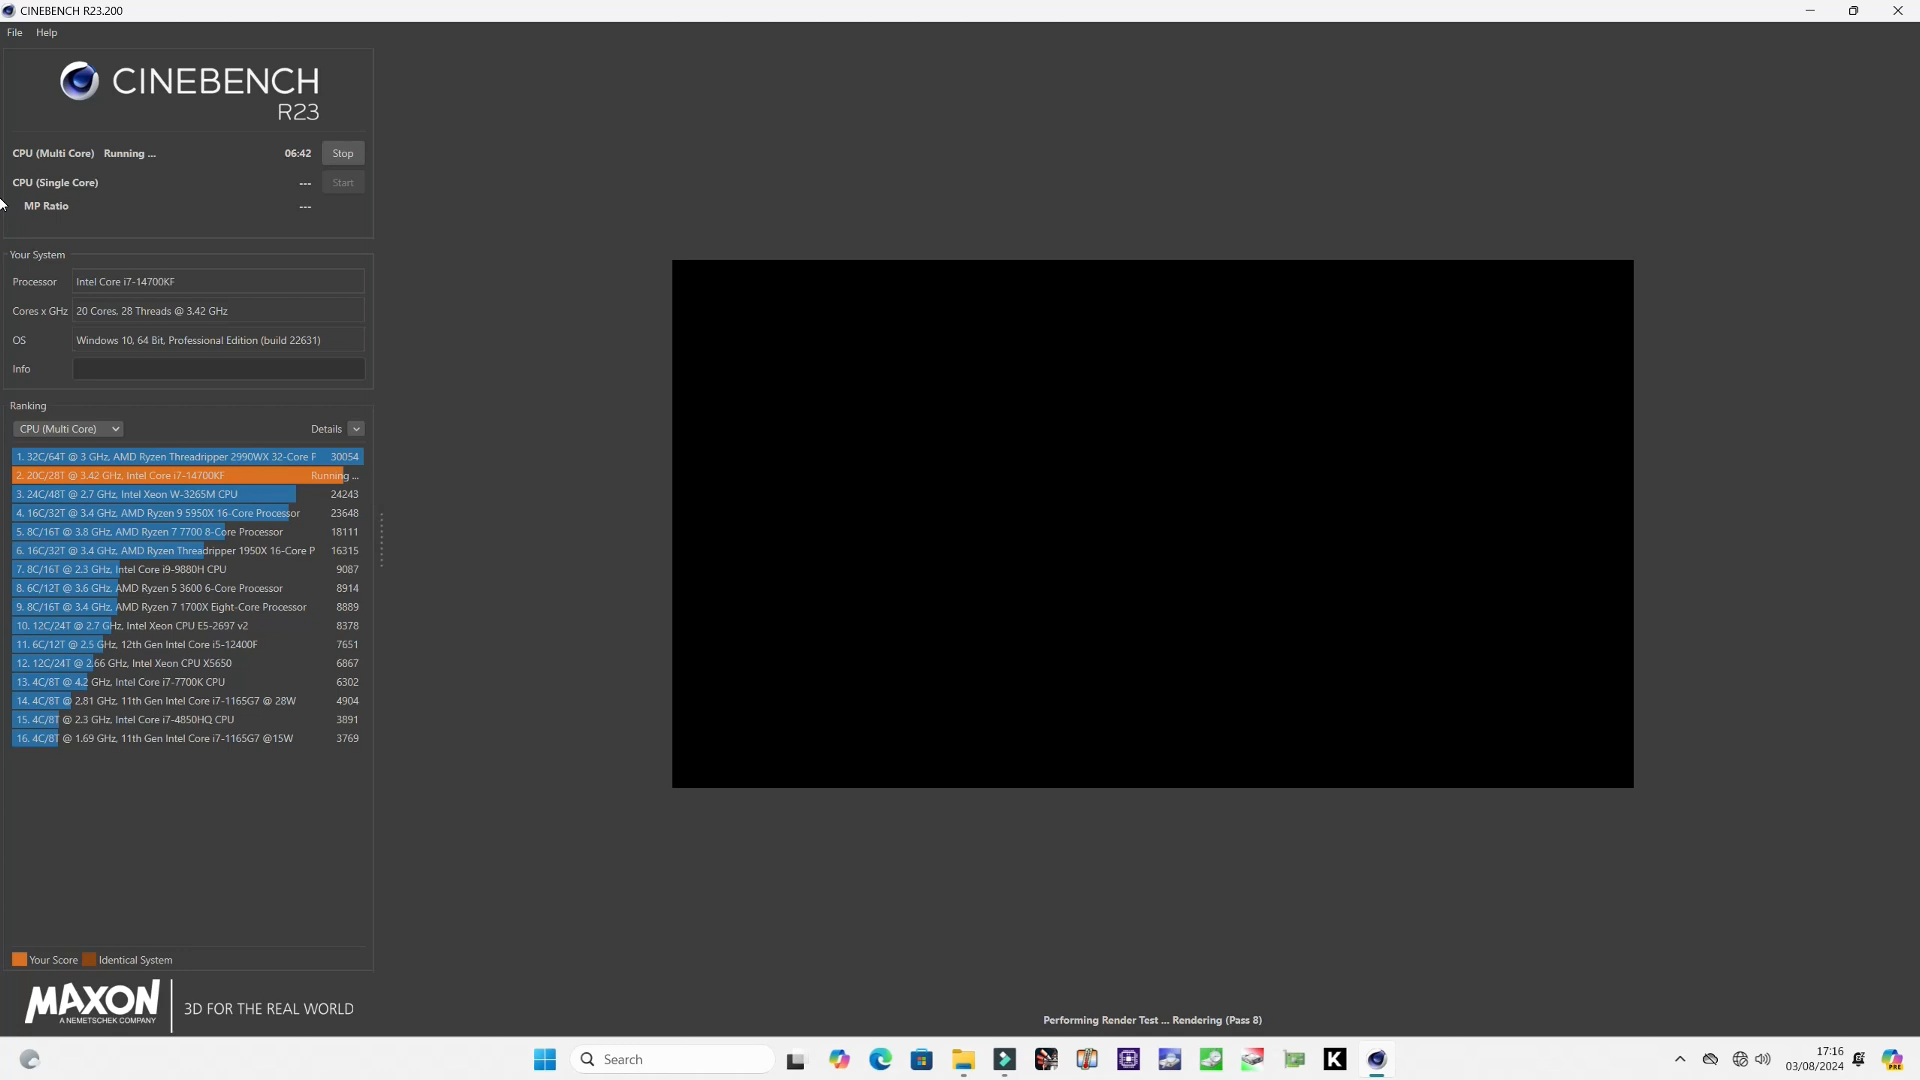 CINEBENCH R23.200
File Help
CINEBENCH
R23
CPU (Multi Core) Running ... 06:42 Stop
CPU (Single Core) --- Start
MP Ratio ---
Your System
Processor Intel Core i7-14700KF
Cores x GHz 20 Cores, 28 Threads @ 3.42 GHz
OS Windows 10, 64 Bit, Professional Edition (build 22631)
Info
Ranking
CPU (Multi Core) Details
1. 32C/64T @ 3 GHz, AMD Ryzen Threadripper 2990WX 32-Core P 30054
2. 20C/28T @ 3.42 GHz, Intel Core i7-14700KF Running ...
3. 24C/48T @ 2.7 GHz, Intel Xeon W-3265M CPU 24243
4. 16C/32T @ 3.4 GHz, AMD Ryzen 9 5950X 16-Core Processor 23648
5. 8C/16T @ 3.8 GHz, AMD Ryzen 7 7700 8-Core Processor 18111
6. 16C/32T @ 3.4 GHz, AMD Ryzen Threadripper 1950X 16-Core P 16315
7. 8C/16T @ 2.3 GHz, Intel Core i9-9880H CPU 9087
8. 6C/12T @ 3.6 GHz, AMD Ryzen 5 3600 6-Core Processor 8914
9. 8C/16T @ 3.4 GHz, AMD Ryzen 7 1700X Eight-Core Processor 8889
10. 12C/24T @ 2.7 GHz, Intel Xeon CPU E5-2697 v2 8378
11. 6C/12T @ 2.5 GHz, 12th Gen Intel Core i5-12400F 7651
12. 12C/24T @ 2.66 GHz, Intel Xeon CPU X5650 6867
13. 4C/8T @ 4.2 GHz, Intel Core i7-7700K CPU 6302
14. 4C/8T @ 2.81 GHz, 11th Gen Intel Core i7-1165G7 @ 28W 4904
15. 4C/8T @ 2.3 GHz, Intel Core i7-4850HQ CPU 3891
16. 4C/8T @ 1.69 GHz, 11th Gen Intel Core i7-1165G7 @15W 3769
Your Score Identical System
MAXON
A NEMETSCHEK COMPANY
3D FOR THE REAL WORLD
Performing Render Test ... Rendering (Pass 8)
Search
K
17:16
03/08/2024
PRE